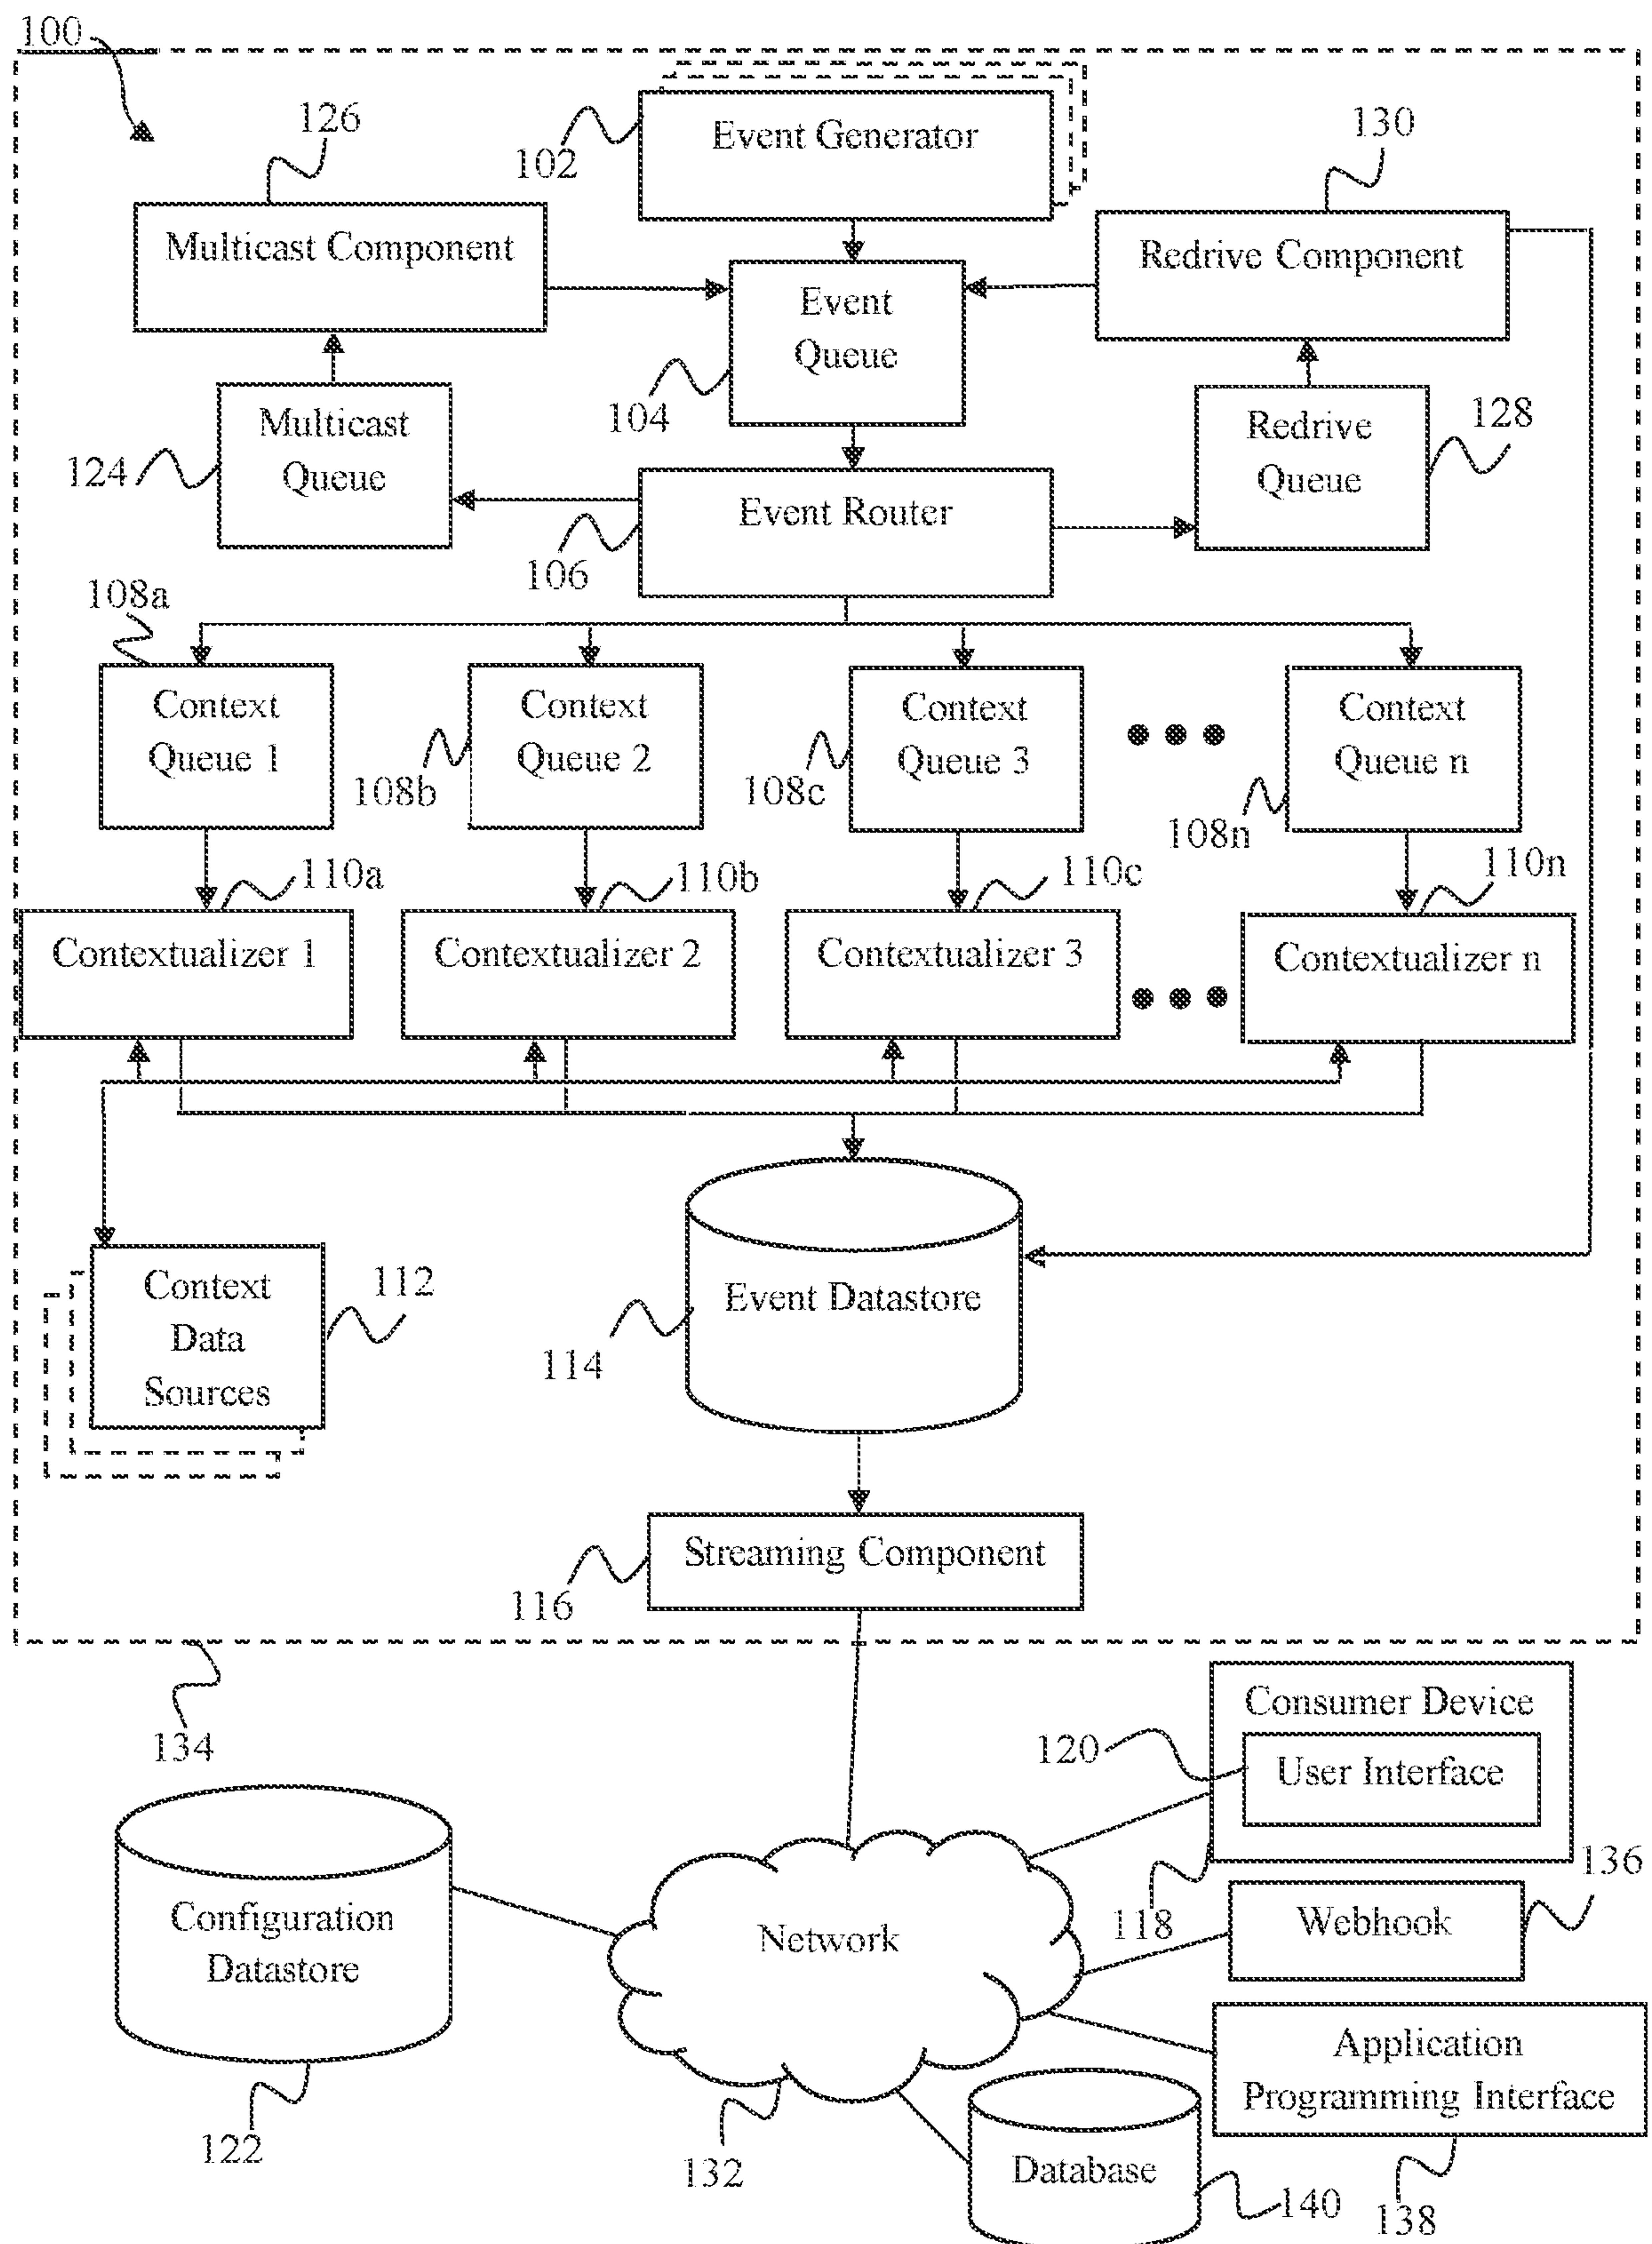 100
126
Event Generator
102
130
Multicast Component
Redrive Component
Event
Queue
104
Multicast
Queue
124
Redrive
Queue
128
Event Router
106
108a
Context
Queue 1
Context
Queue 2
108b
Context
Queue 3
108c
Context
Queue n
108n
110a
110b
110c
110n
Contextualizer 1
Contextualizer 2
Contextualizer 3
Contextualizer n
Context
Data
Sources
112
Event Datastore
114
Streaming Component
116
134
Consumer Device
120
User Interface
118
136
Webhook
Configuration
Datastore
Network
Application
Programming Interface
122
132
Database
140
138